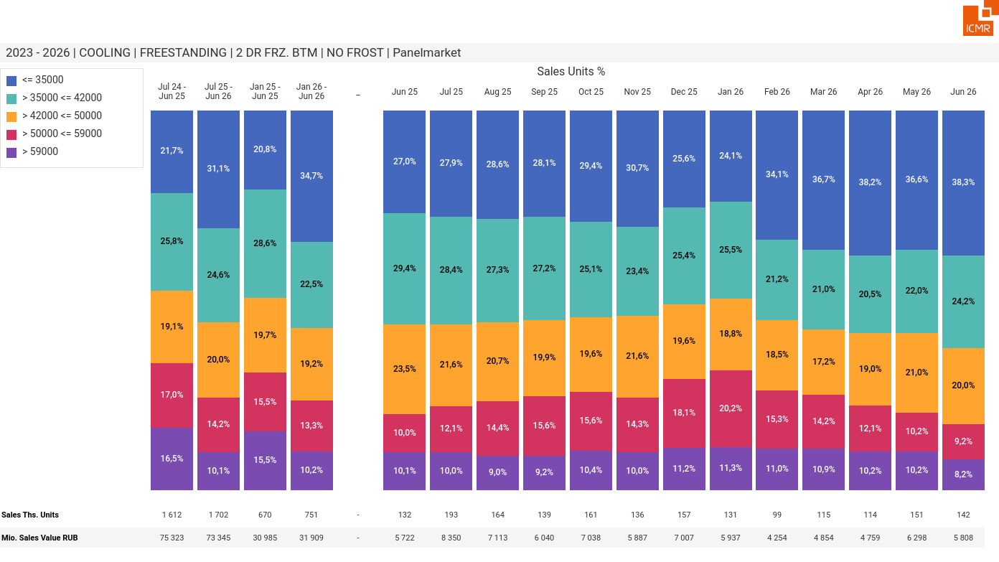 ICMR
2023 - 2026 | COOLING | FREESTANDING | 2 DR FRZ. BTM | NO FROST | Panelmarket
<= 35000
> 35000 <= 42000
> 42000 <= 50000
> 50000 <= 59000
> 59000
Sales Units %
Jul 24 - Jun 25 Jul 25 - Jun 26 Jan 25 - Jun 25 Jan 26 - Jun 26 – Jun 25 Jul 25 Aug 25 Sep 25 Oct 25 Nov 25 Dec 25 Jan 26 Feb 26 Mar 26 Apr 26 May 26 Jun 26
21,7% 31,1% 20,8% 34,7% 27,0% 27,9% 28,6% 28,1% 29,4% 30,7% 25,6% 24,1% 34,1% 36,7% 38,2% 36,6% 38,3%
25,8% 24,6% 28,6% 22,5% 29,4% 28,4% 27,3% 27,2% 25,1% 23,4% 25,4% 25,5% 21,2% 21,0% 20,5% 22,0% 24,2%
19,1% 20,0% 19,7% 19,2% 23,5% 21,6% 20,7% 19,9% 19,6% 21,6% 19,6% 18,8% 18,5% 17,2% 19,0% 21,0% 20,0%
17,0% 14,2% 15,5% 13,3% 10,0% 12,1% 14,4% 15,6% 15,6% 14,3% 18,1% 20,2% 15,3% 14,2% 12,1% 10,2% 9,2%
16,5% 10,1% 15,5% 10,2% 10,1% 10,0% 9,0% 9,2% 10,4% 10,0% 11,2% 11,3% 11,0% 10,9% 10,2% 10,2% 8,2%
Sales Ths. Units 1 612 1 702 670 751 - 132 193 164 139 161 136 157 131 99 115 114 151 142
Mio. Sales Value RUB 75 323 73 345 30 985 31 909 - 5 722 8 350 7 113 6 040 7 038 5 887 7 007 5 937 4 254 4 854 4 759 6 298 5 808